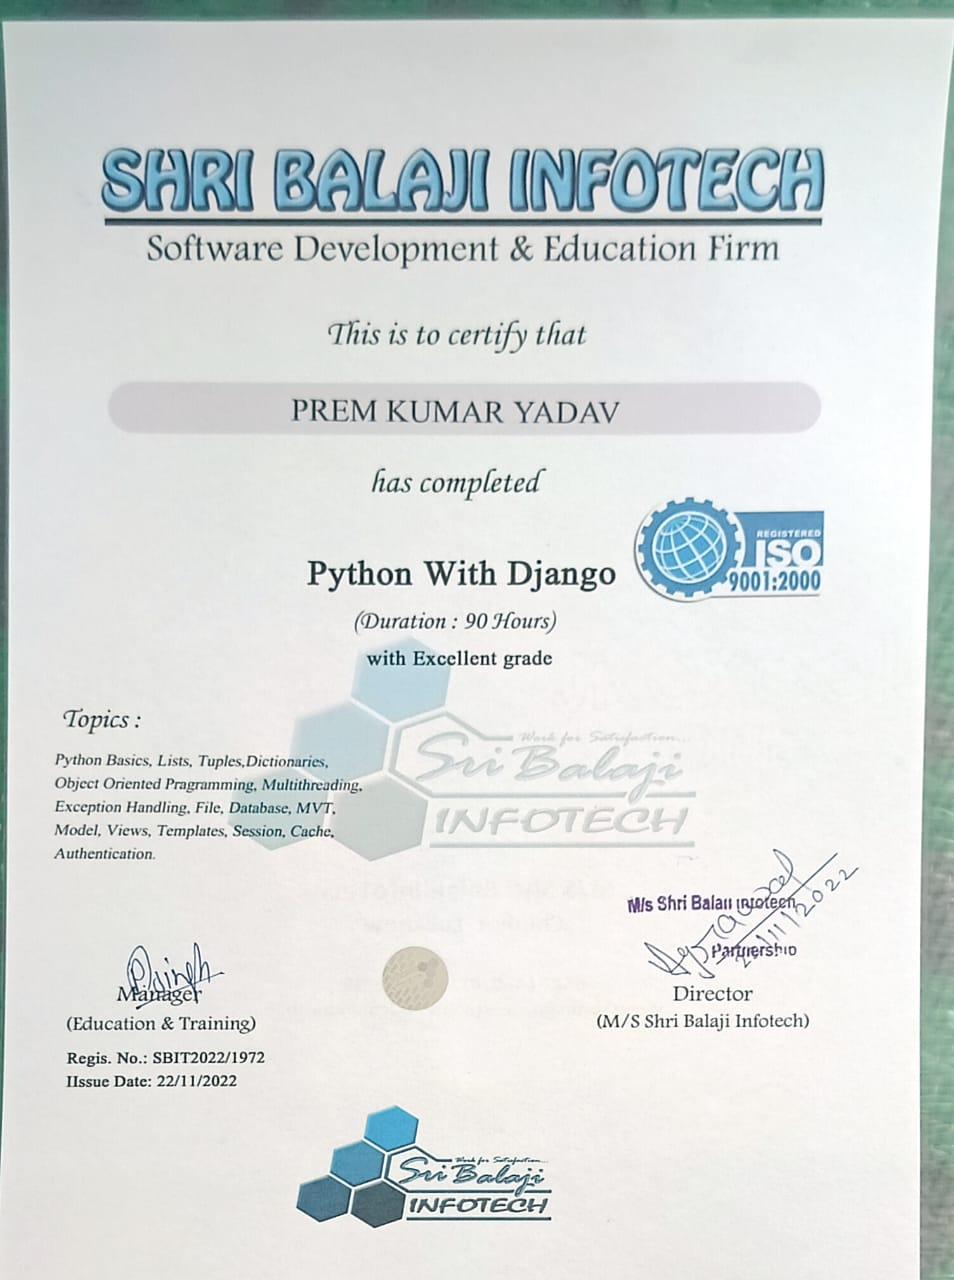 SHRI BALAJI INFOTECH
Software Development & Education Firm
This is to certify that
PREM KUMAR YADAV
has completed
REGISTERED
ISO
9001:2000
Python With Django
(Duration : 90 Hours)
with Excellent grade
Topics :
Python Basics, Lists, Tuples,Dictionaries,
Object Oriented Pragramming, Multithreading,
Exception Handling, File, Database, MVT,
Model, Views, Templates, Session, Cache,
Authentication.
Work for Satisfaction...
Sri Balaji
INFOTECH
M/s Shri Balaji Infotech
/11/2022
Partnership
Manager
(Education & Training)
Director
(M/S Shri Balaji Infotech)
Regis. No.: SBIT2022/1972
IIssue Date: 22/11/2022
Work for Satisfaction...
Sri Balaji
INFOTECH